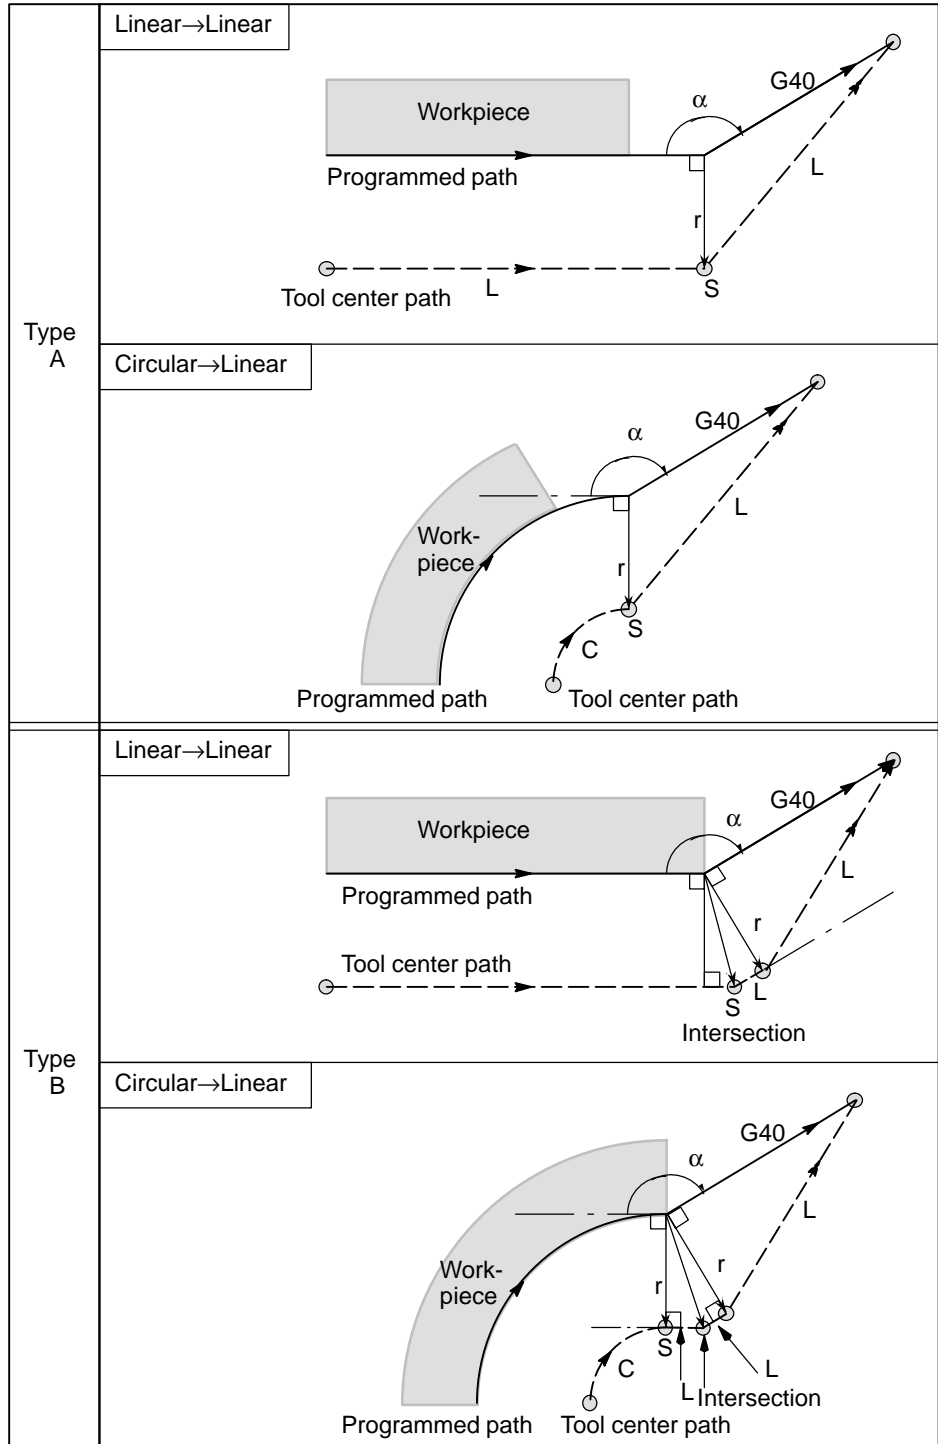 Type
A
Linear→Linear
Workpiece
α
G40
Programmed path
L
r
Tool center path
L
S
Circular→Linear
α
G40
Work-
piece
L
r
S
C
Programmed path
Tool center path
Type
B
Linear→Linear
Workpiece
α
G40
Programmed path
L
r
Tool center path
S
L
Intersection
Circular→Linear
α
G40
L
Work-
piece
r
r
S
C
L
L
Intersection
Programmed path
Tool center path